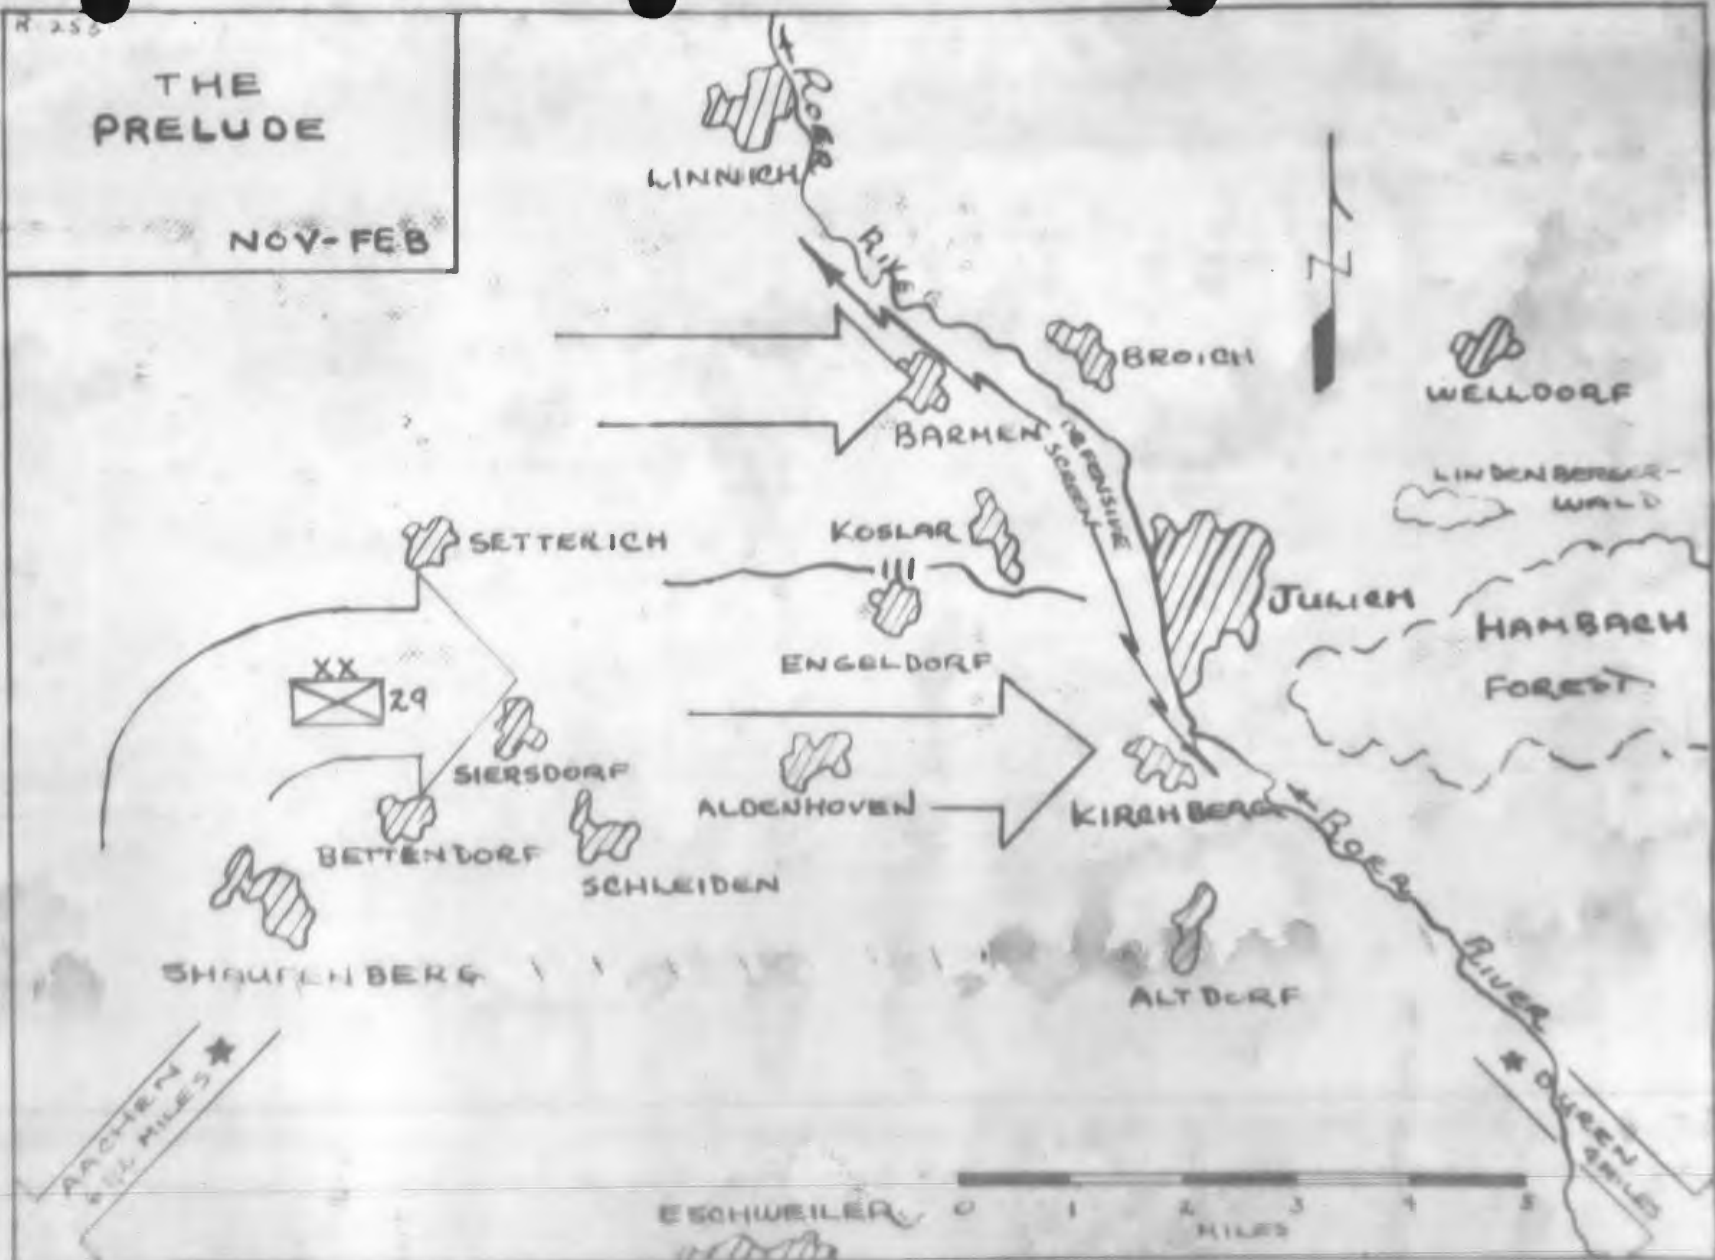 THE
PRELUDE
NOV-FEB
LINNICH
ROER
RIVER
BROICH
WELLDORF
BARMEN
DEFENSIVE
SCREEN
LINDENBERGER-
WALD
SETTERICH
KOSLAR
III
JULICH
HAMBACH
FOREST
ENGELDORF
XX
29
SIERSDORF
ALDENHOVEN
KIRCHBERG
BETTENDORF
SCHLEIDEN
ROER RIVER
SHAUFENBERG
ALTDORF
AACHEN
MILES
DUREN
4 MILES
ESCHWEILER
0 1 2 3 4 5
MILES
N